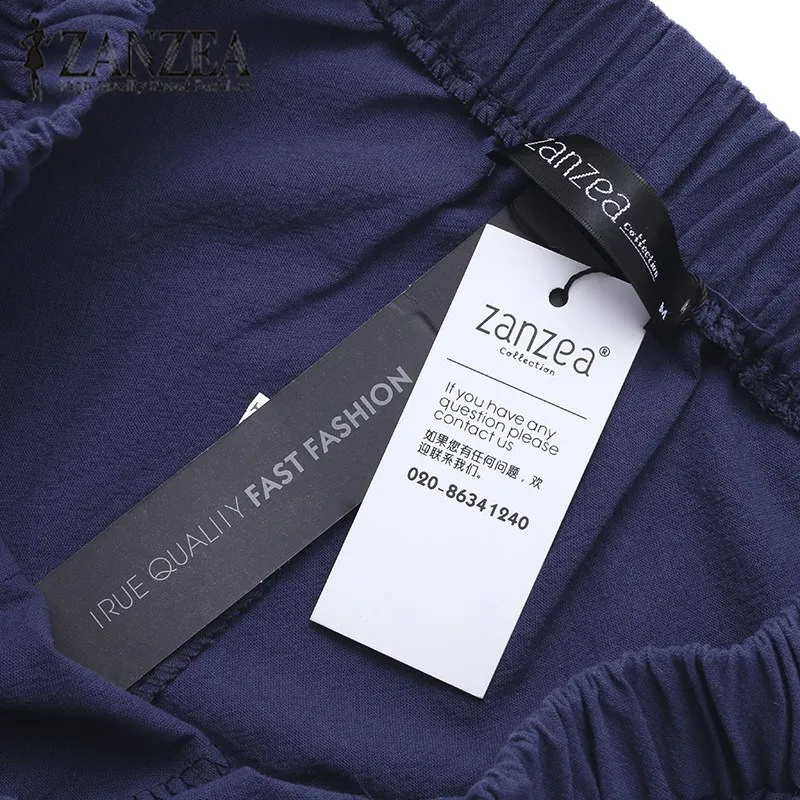 ZANZEA
zanzea
collection
M
zanzea®
Collection
If you have any
question please
contact us
如果您有任何问题，欢
迎联系我们。
020-86341240
TRUE QUALITY FAST FASHION